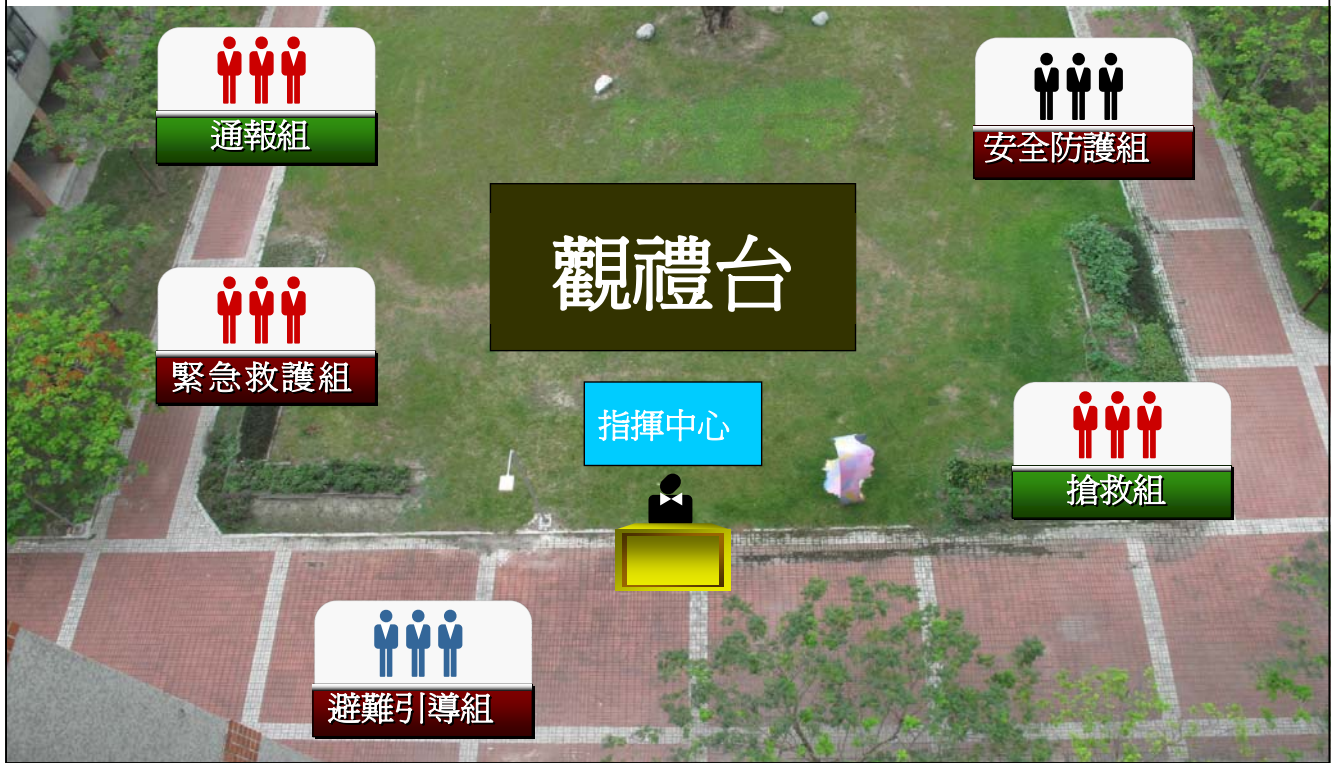 通報組
安全防護組
觀禮台
緊急救護組
指揮中心
搶救組
避難引導組